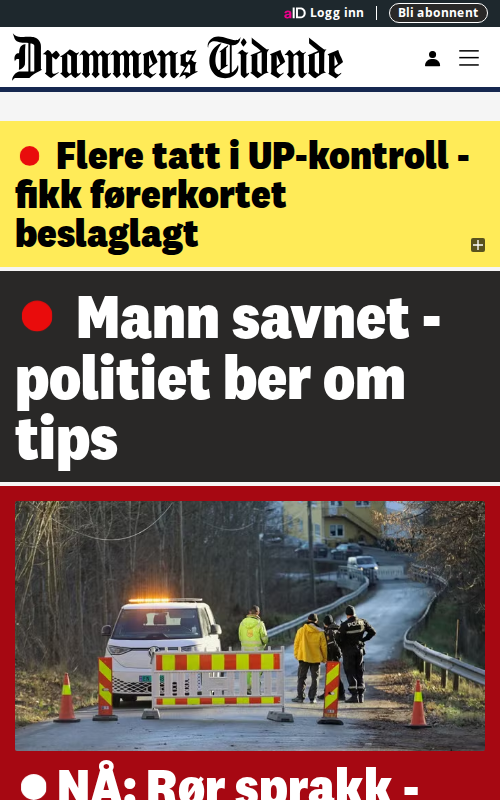 aID Logg inn
Bli abonnent
Drammens Tidende
Flere tatt i UP-kontroll -
fikk førerkortet
beslaglagt
Mann savnet -
politiet ber om
tips
NÅ: Rør sprakk -